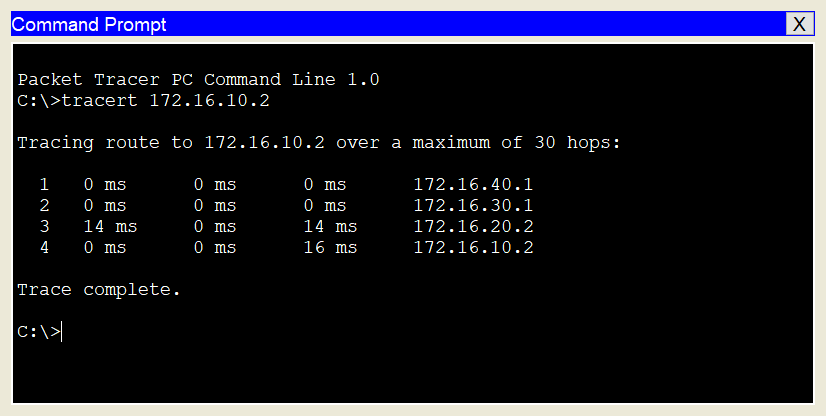 Command Prompt X
Packet Tracer PC Command Line 1.0
C:\>tracert 172.16.10.2
Tracing route to 172.16.10.2 over a maximum of 30 hops:
1 0 ms 0 ms 0 ms 172.16.40.1
2 0 ms 0 ms 0 ms 172.16.30.1
3 14 ms 0 ms 14 ms 172.16.20.2
4 0 ms 0 ms 16 ms 172.16.10.2
Trace complete.
C:\>